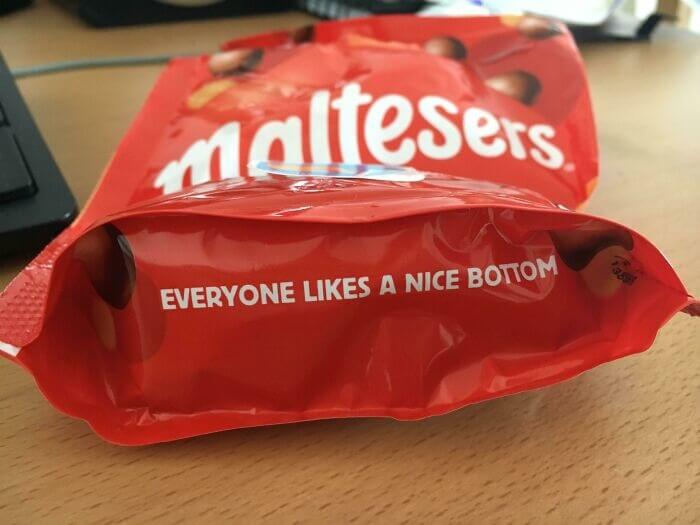 maltesers
EVERYONE LIKES A NICE BOTTOM